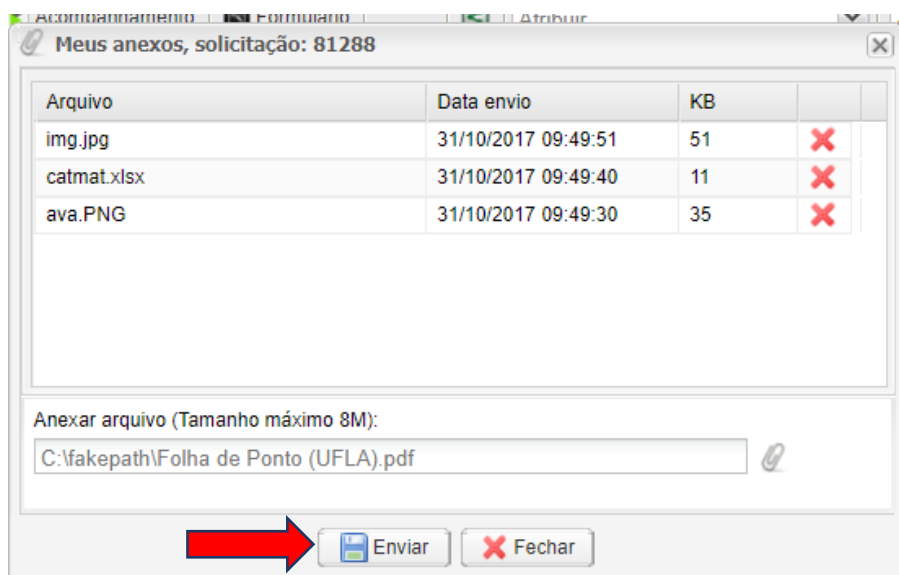 Acompanhamento Formulário Atribuir
Meus anexos, solicitação: 81288
Arquivo Data envio KB
img.jpg 31/10/2017 09:49:51 51
catmat.xlsx 31/10/2017 09:49:40 11
ava.PNG 31/10/2017 09:49:30 35
Anexar arquivo (Tamanho máximo 8M):
C:\fakepath\Folha de Ponto (UFLA).pdf
Enviar Fechar